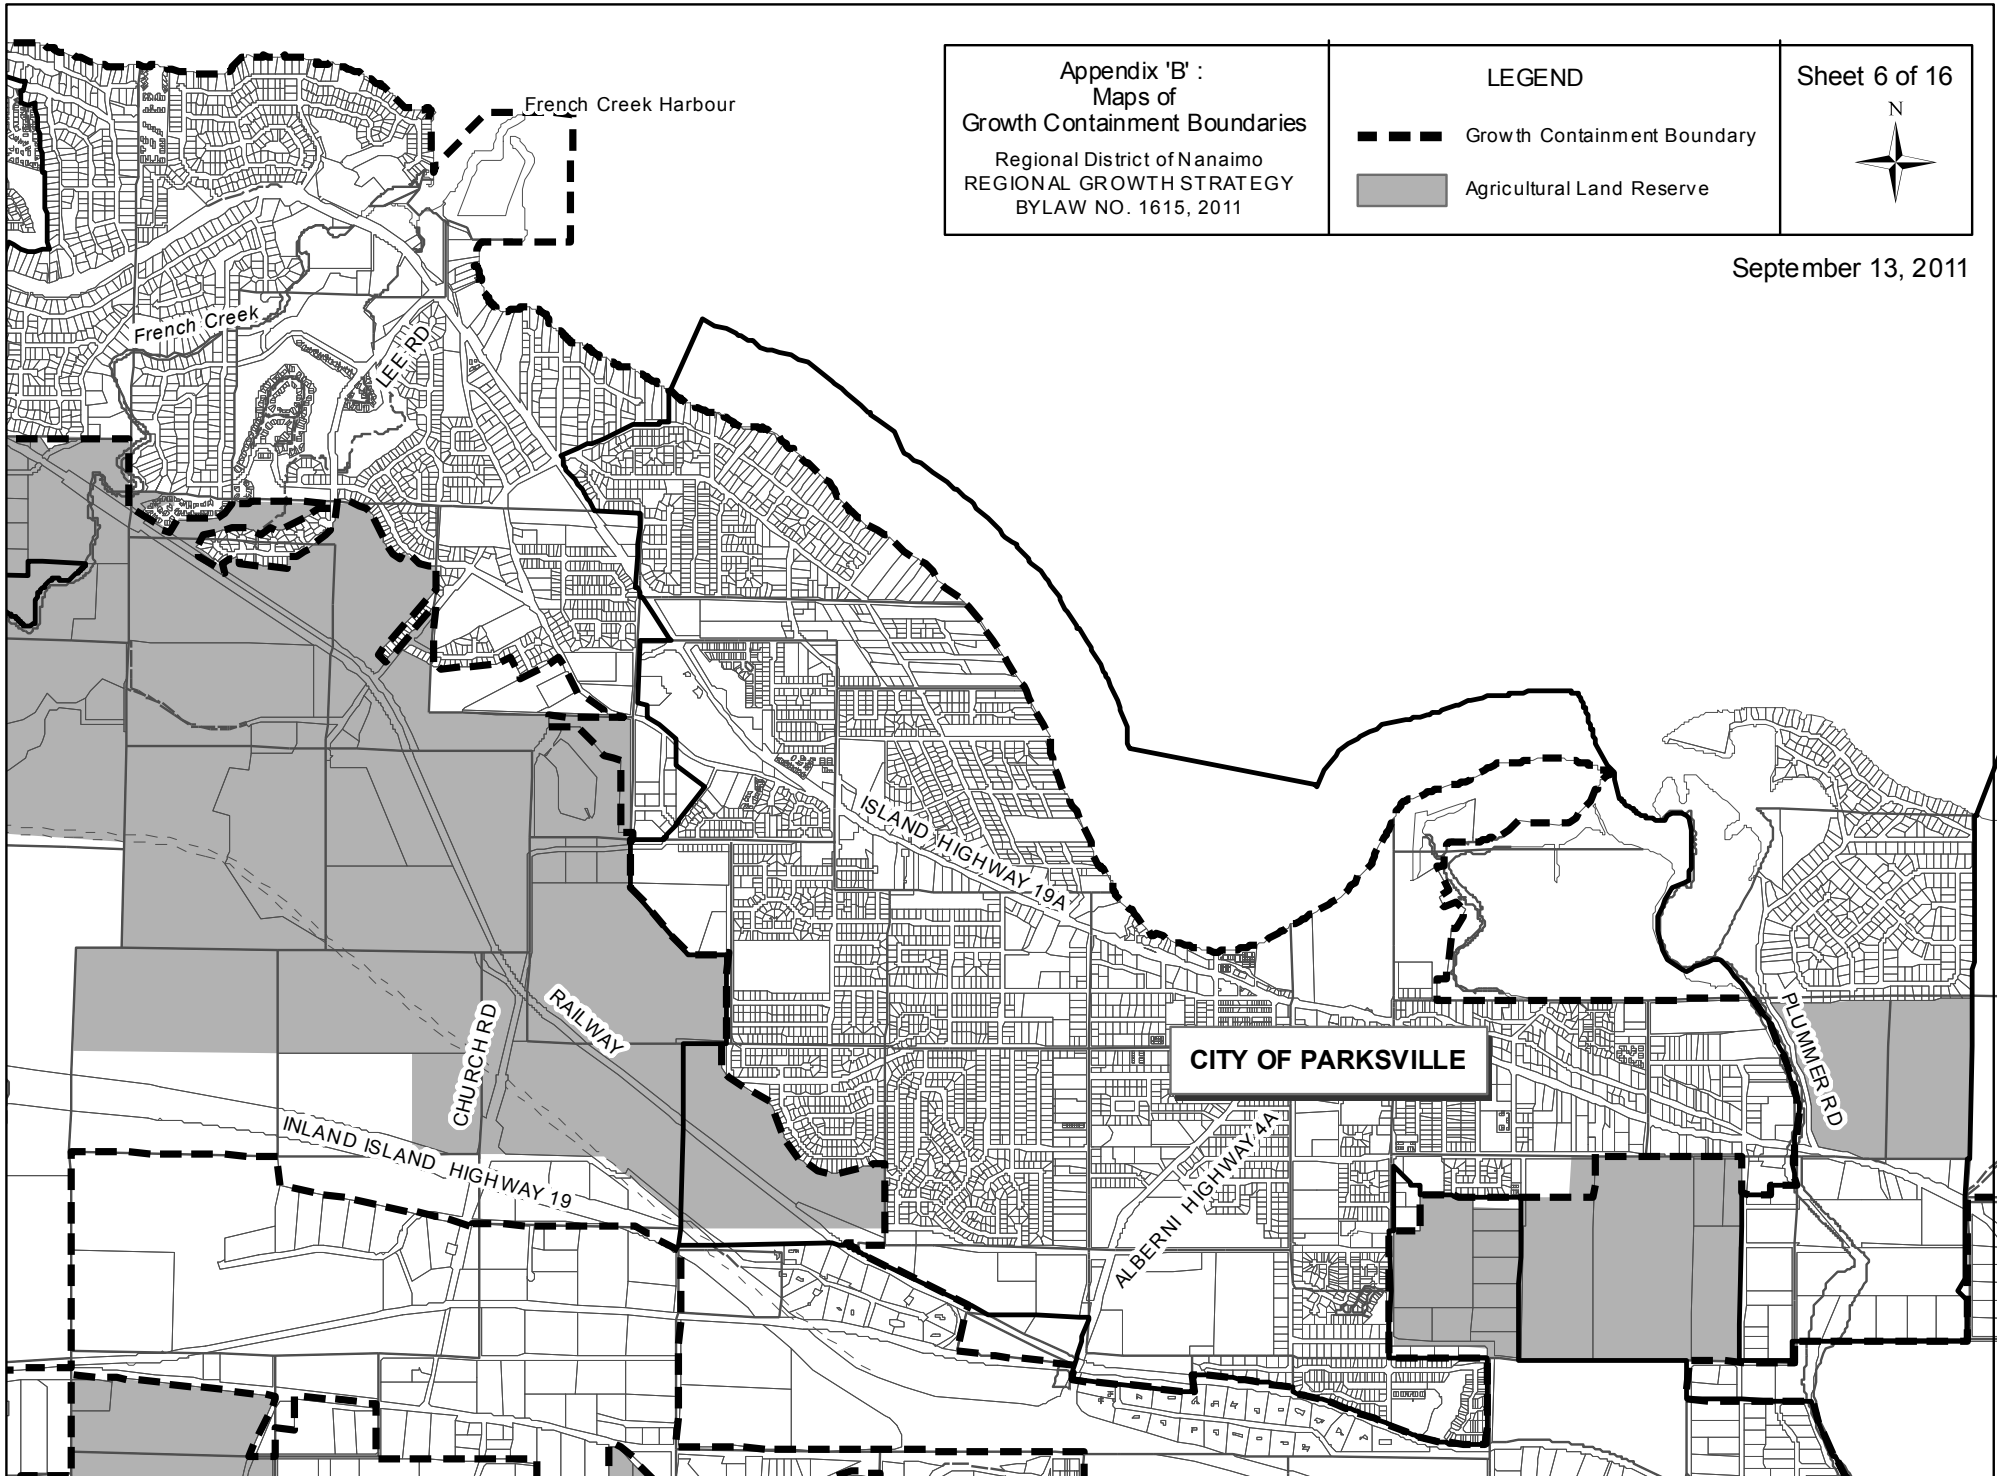 Appendix 'B' :
Maps of
Growth Containment Boundaries
Regional District of Nanaimo
REGIONAL GROWTH STRATEGY
BYLAW NO. 1615, 2011
LEGEND
Growth Containment Boundary
Agricultural Land Reserve
Sheet 6 of 16
N
September 13, 2011
French Creek Harbour
French Creek
LEE RD
ISLAND HIGHWAY 19A
CHURCH RD
RAILWAY
INLAND ISLAND HIGHWAY 19
CITY OF PARKSVILLE
ALBERNI HIGHWAY 4A
PLUMMER RD